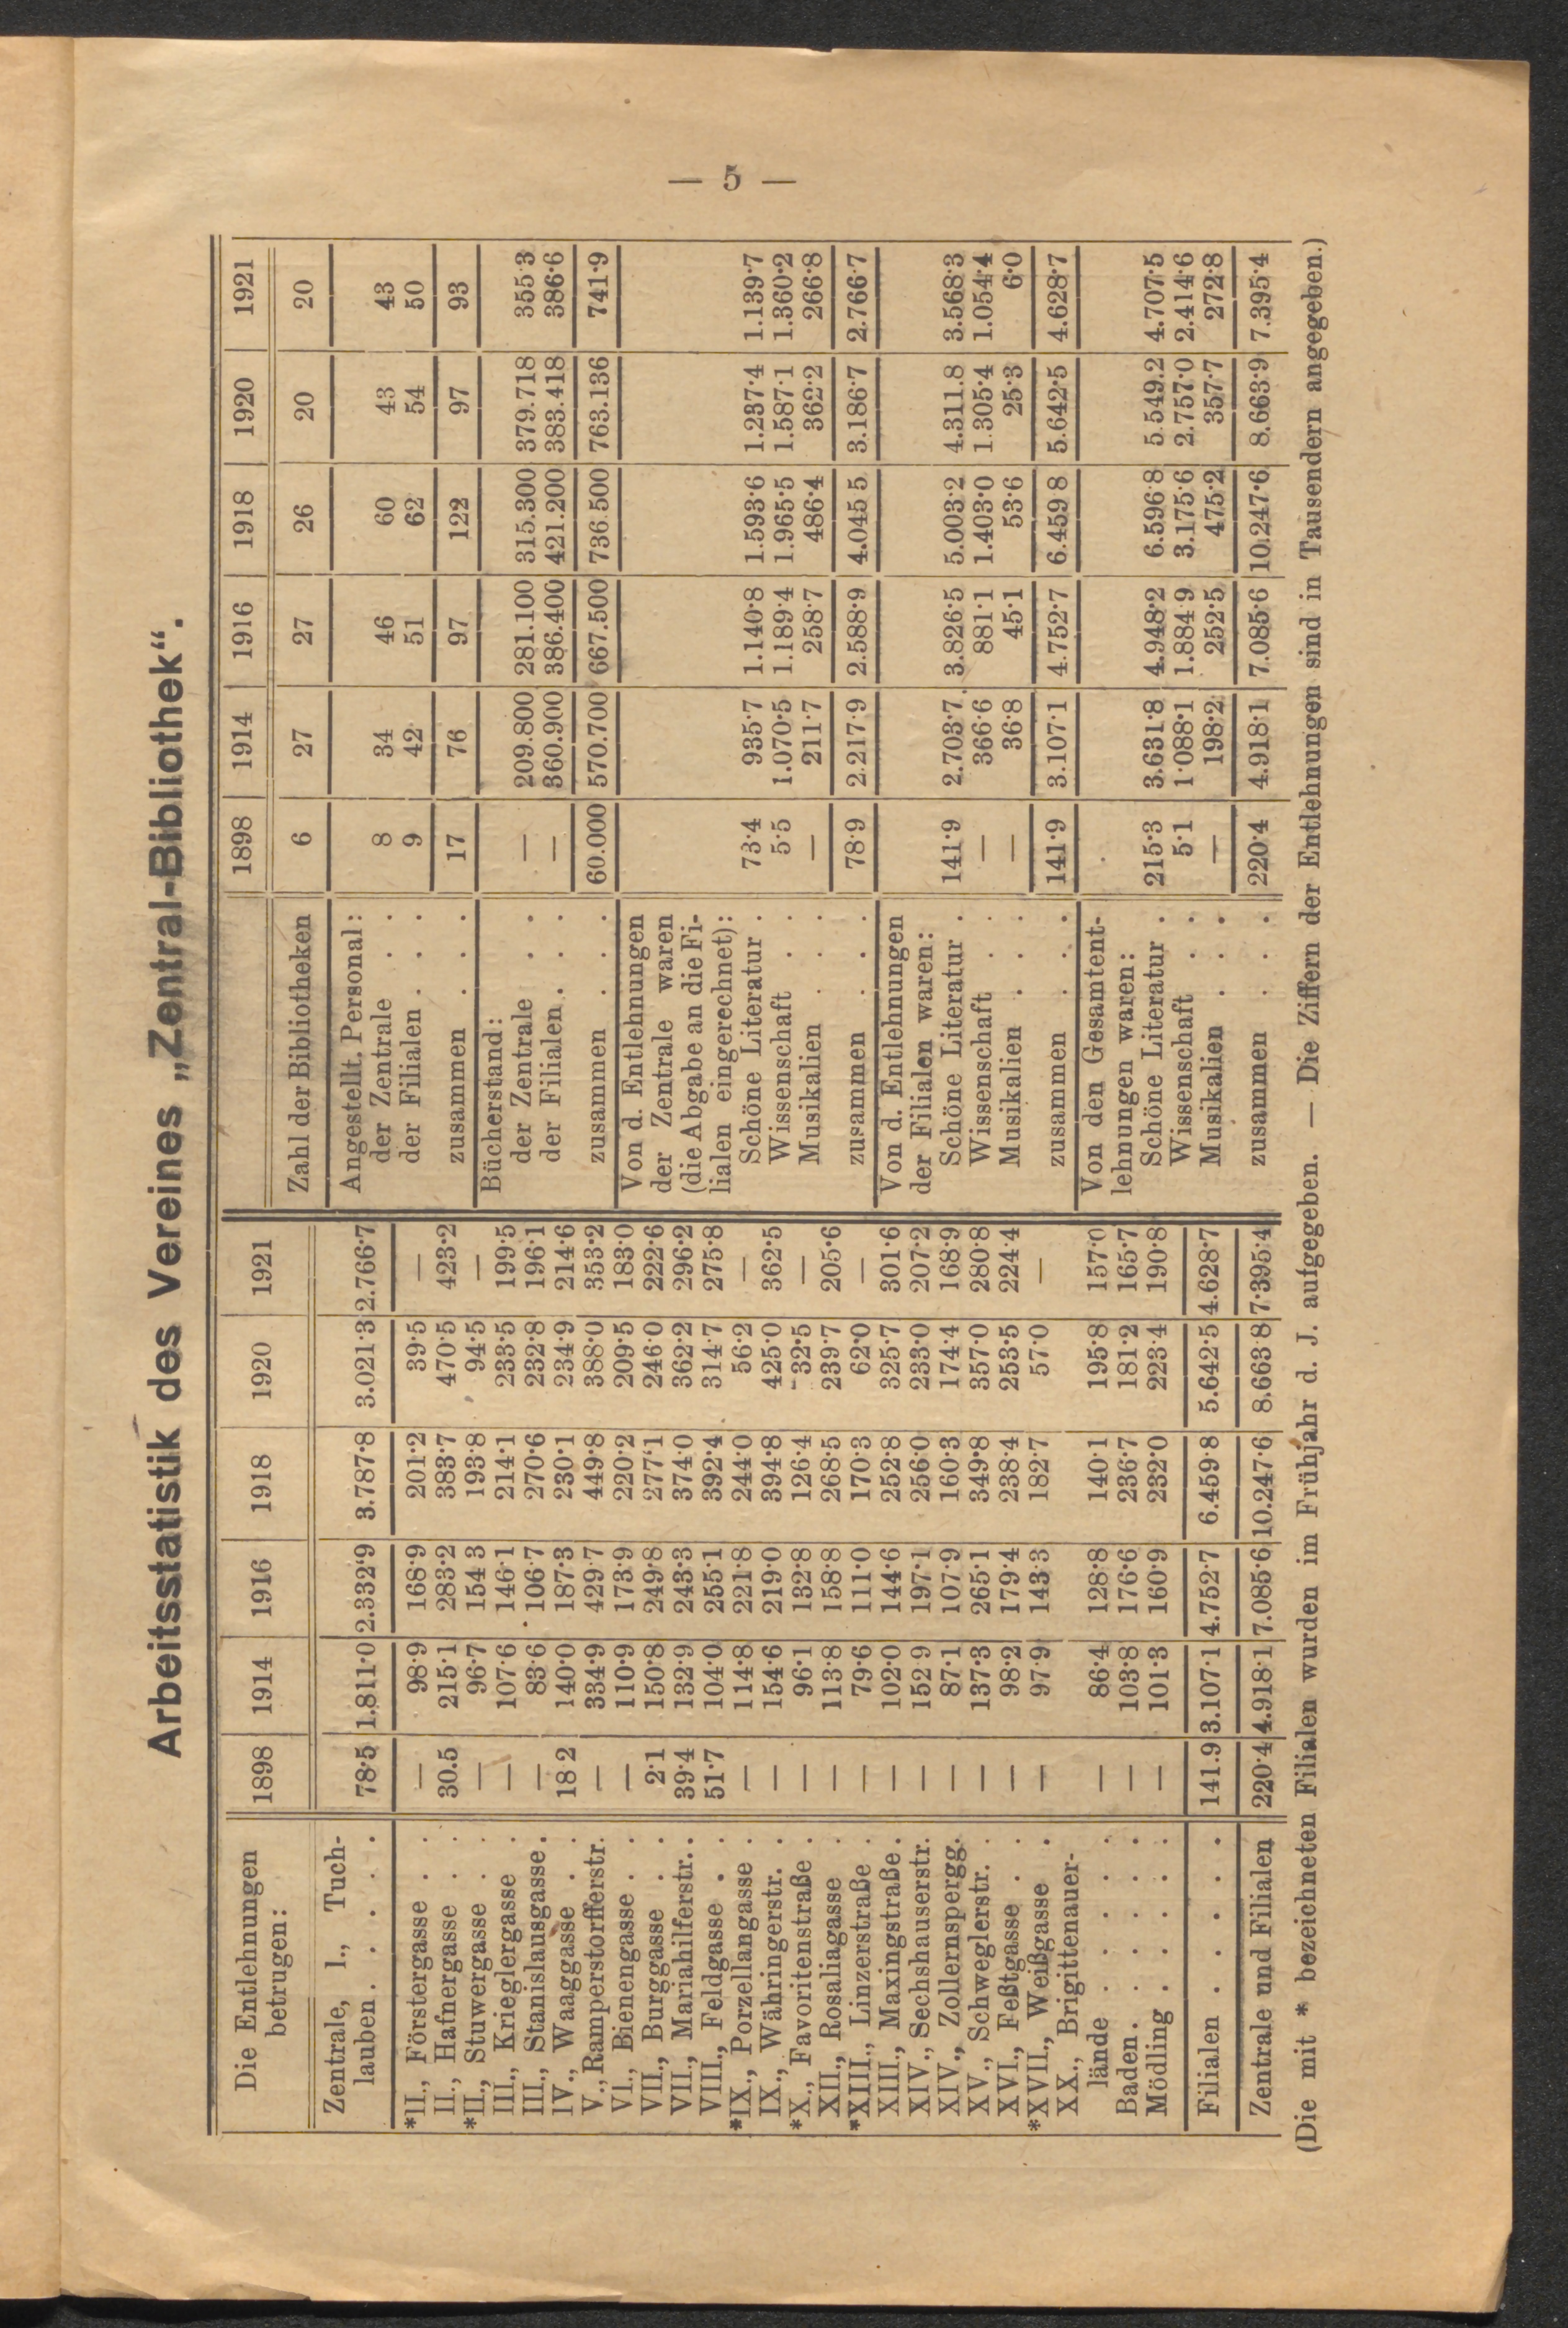 — 5 —
Arbeitsstatistik des Vereines „Zentral-Bibliothek“.
Die Entlehnungen betrugen: 1898 1914 1916 1918 1920 1921
Zentrale, I., Tuch-
lauben . . . . . 78·5 1.811·0 2.332·9 3.787·8 3.021·3 2.766·7
*II., Förstergasse . . — 98·9 168·9 201·2 39·5 —
II., Hafnergasse . . 30.5 215·1 283·2 383·7 470·5 423·2
*II., Stuwergasse . . — 96·7 154·3 193·8 94·5 —
III., Krieglergasse . — 107·6 146·1 214·1 233·5 199·5
III., Stanislausgasse . — 83·6 106·7 270·6 232·8 196·1
IV., Waaggasse . . 18·2 140·0 187·3 230·1 234·9 214·6
V., Ramperstorfferstr. — 334·9 429·7 449·8 388·0 353·2
VI., Bienengasse . . — 110·9 173·9 220·2 209·5 183·0
VII., Burggasse . . 2·1 150·8 249·8 277·1 246·0 222·6
VII., Mariahilferstr. . 39·4 132·9 243·3 374·0 362·2 296·2
VIII., Feldgasse . . 51·7 104·0 255·1 392·4 314·7 275·8
*IX., Porzellangasse . — 114·8 221·8 244·0 56·2 —
IX., Währingerstr. . — 154·6 219·0 394·8 425·0 362·5
*X., Favoritenstraße . — 96·1 132·8 126·4 32·5 —
XII., Rosaliagasse . — 113·8 158·8 268·5 239·7 205·6
*XIII., Linzerstraße . — 79·6 111·0 170·3 62·0 —
XIII., Maxingstraße . — 102·0 144·6 252·8 325·7 301·6
XIV., Sechshauserstr. — 152·9 197·1 256·0 233·0 207·2
XIV., Zollernspergg. — 87·1 107·9 160·3 174·4 168·9
XV., Schweglerstr. . — 137·3 265·1 349·8 357·0 280·8
XVI., Feßtgasse . . — 98·2 179·4 238·4 253·5 224·4
*XVII., Weißgasse . — 97·9 143·3 182·7 57·0 —
XX., Brigittenauer-
lände . . . . . — 86·4 128·8 140·1 195·8 157·0
Baden . . . . . — 103·8 176·6 236·7 181·2 165·7
Mödling . . . . — 101·3 160·9 232·0 223·4 190·8
Filialen . . . . 141.9 3.107·1 4.752·7 6.459·8 5.642·5 4.628·7
Zentrale und Filialen 220·4 4.918·1 7.085·6 10.247·6 8.663·8 7·395·4
1898 1914 1916 1918 1920 1921
Zahl der Bibliotheken 6 27 27 26 20 20
Angestellt. Personal:
der Zentrale . . 8 34 46 60 43 43
der Filialen . . . 9 42 51 62 54 50
zusammen . . . 17 76 97 122 97 93
Bücherstand:
der Zentrale . . — 209.800 281.100 315.300 379.718 355·3
der Filialen . . . — 360.900 386.400 421.200 383.418 386·6
zusammen . . . 60.000 570.700 667.500 736.500 763.136 741·9
Von d. Entlehnungen
der Zentrale waren
(die Abgabe an die Fi-
lialen eingerechnet):
Schöne Literatur . 73·4 935·7 1.140·8 1.593·6 1.237·4 1.139·7
Wissenschaft . . 5·5 1.070·5 1.189·4 1.965·5 1.587·1 1.360·2
Musikalien . . . — 211·7 258·7 486·4 362·2 266·8
zusammen . . . 78·9 2.217·9 2.588·9 4.045·5 3.186·7 2.766·7
Von d. Entlehnungen
der Filialen waren:
Schöne Literatur . 141·9 2.703·7 3.826·5 5.003·2 4.311.8 3.568·3
Wissenschaft . . — 366·6 881·1 1.403·0 1.305·4 1.054·4
Musikalien . . . — 36·8 45·1 53·6 25·3 6·0
zusammen . . . 141·9 3.107·1 4.752·7 6.459·8 5.642·5 4.628·7
Von den Gesamtent-
lehnungen waren:
Schöne Literatur . 215·3 3.631·8 4.948·2 6.596·8 5.549.2 4.707·5
Wissenschaft . . 5·1 1·088·1 1.884·9 3.175·6 2.757·0 2.414·6
Musikalien . . . — 198·2 252·5 475·2 357·7 272·8
zusammen . . . 220·4 4.918·1 7.085·6 10.247·6 8.663·9 7.395·4
(Die mit * bezeichneten Filialen wurden im Frühjahr d. J. aufgegeben. — Die Ziffern der Entlehnungen sind in Tausendern angegeben.)